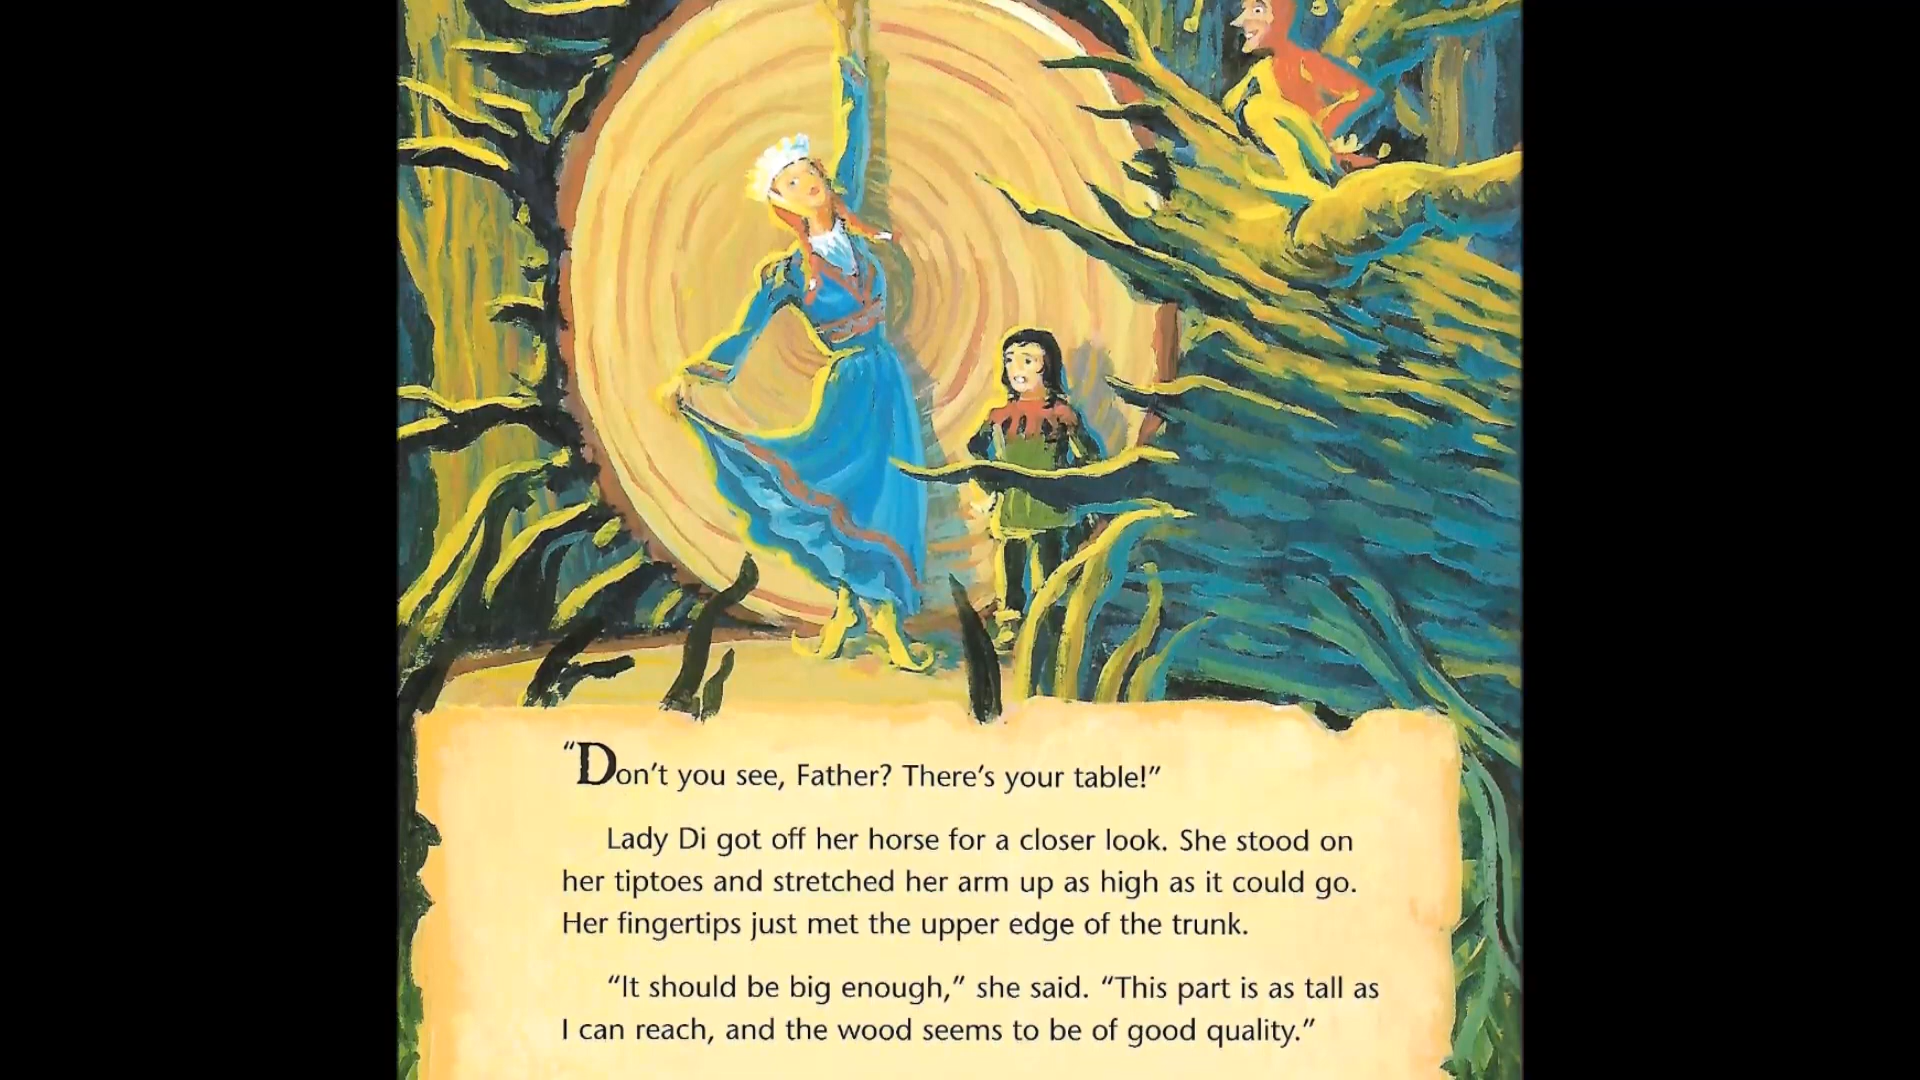 “Don’t you see, Father? There’s your table!”
Lady Di got off her horse for a closer look. She stood on
her tiptoes and stretched her arm up as high as it could go.
Her fingertips just met the upper edge of the trunk.
“It should be big enough,” she said. “This part is as tall as
I can reach, and the wood seems to be of good quality.”